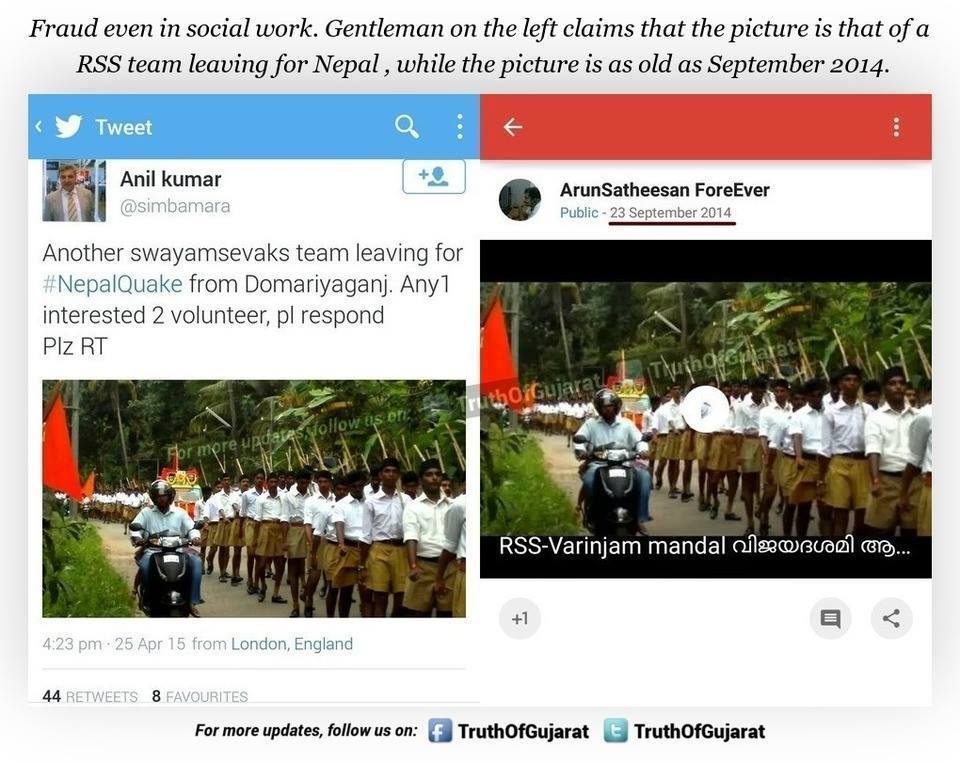 Fraud even in social work. Gentleman on the left claims that the picture is that of a
RSS team leaving for Nepal , while the picture is as old as September 2014.
Tweet
Anil kumar
@simbamara
Another swayamsevaks team leaving for
#NepalQuake from Domariyaganj. Any1
interested 2 volunteer, pl respond
Plz RT
For more updates, follow us on:
4:23 pm · 25 Apr 15 from London, England
44 RETWEETS 8 FAVOURITES
ArunSatheesan ForeEver
Public - 23 September 2014
TruthOfGujarat
TruthOfGujarat
RSS-Varinjam mandal വിജയദശമി ആ...
+1
For more updates, follow us on: TruthOfGujarat TruthOfGujarat